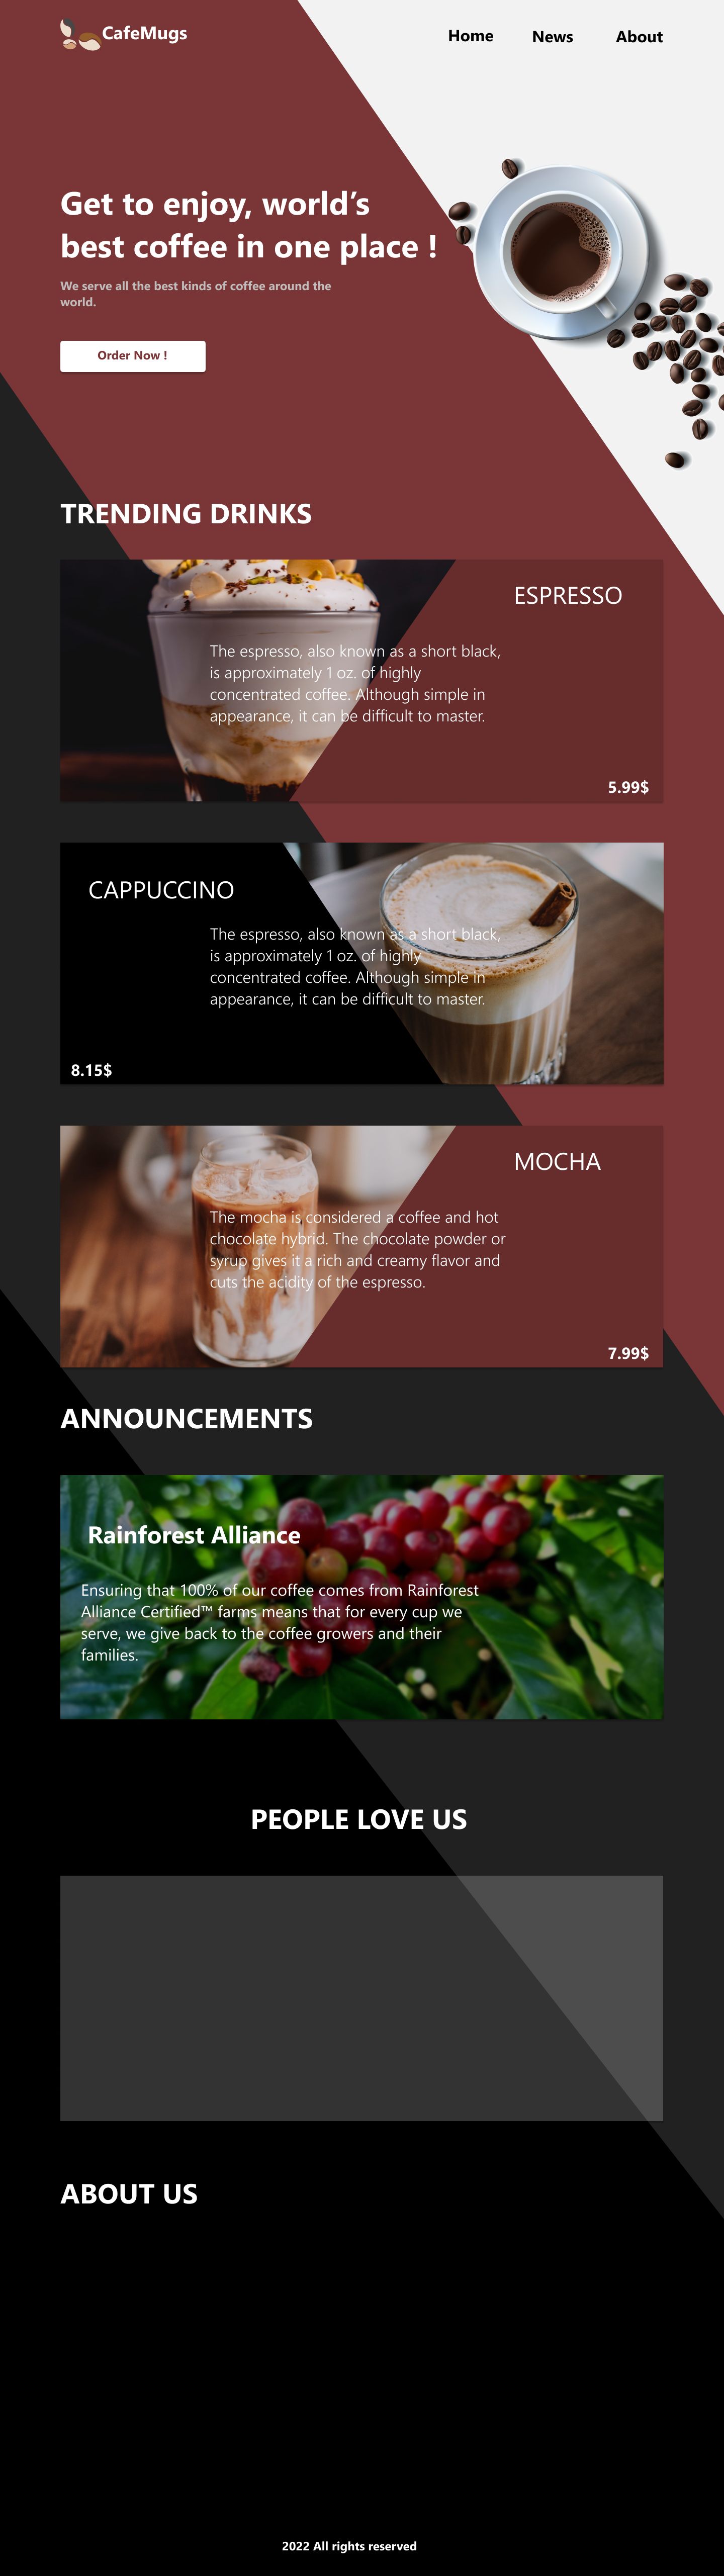 CafeMugs
Home News About
Get to enjoy, world’s
best coffee in one place !
We serve all the best kinds of coffee around the
world.
Order Now !
TRENDING DRINKS
ESPRESSO
The espresso, also known as a short black,
is approximately 1 oz. of highly
concentrated coffee. Although simple in
appearance, it can be difficult to master.
5.99$
CAPPUCCINO
The espresso, also known as a short black,
is approximately 1 oz. of highly
concentrated coffee. Although simple in
appearance, it can be difficult to master.
8.15$
MOCHA
The mocha is considered a coffee and hot
chocolate hybrid. The chocolate powder or
syrup gives it a rich and creamy flavor and
cuts the acidity of the espresso.
7.99$
ANNOUNCEMENTS
Rainforest Alliance
Ensuring that 100% of our coffee comes from Rainforest
Alliance Certified™ farms means that for every cup we
serve, we give back to the coffee growers and their
families.
PEOPLE LOVE US
ABOUT US
2022 All rights reserved